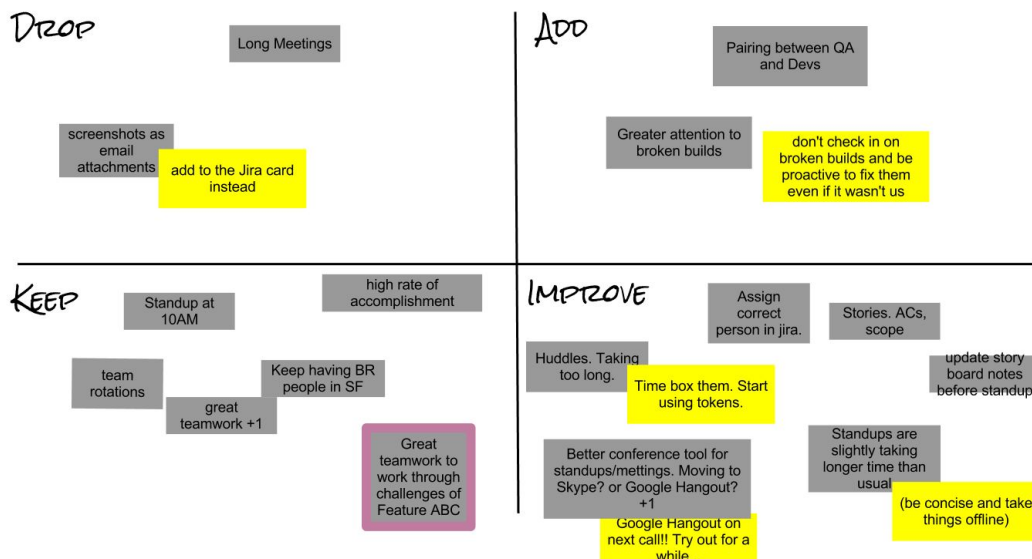 DROP
Long Meetings
screenshots as
email
attachments
add to the Jira card
instead
ADD
Pairing between QA
and Devs
Greater attention to
broken builds
don't check in on
broken builds and be
proactive to fix them
even if it wasn't us
KEEP
Standup at
10AM
high rate of
accomplishment
team
rotations
great
teamwork +1
Keep having BR
people in SF
Great
teamwork to
work through
challenges of
Feature ABC
IMPROVE
Assign
correct
person in jira.
Stories. ACs,
scope
Huddles. Taking
too long.
Time box them. Start
using tokens.
update story
board notes
before standup
Better conference tool for
standups/mettings. Moving to
Skype? or Google Hangout?
+1
Google Hangout on
next call!! Try out for a
while
Standups are
slightly taking
longer time than
usual
(be concise and take
things offline)